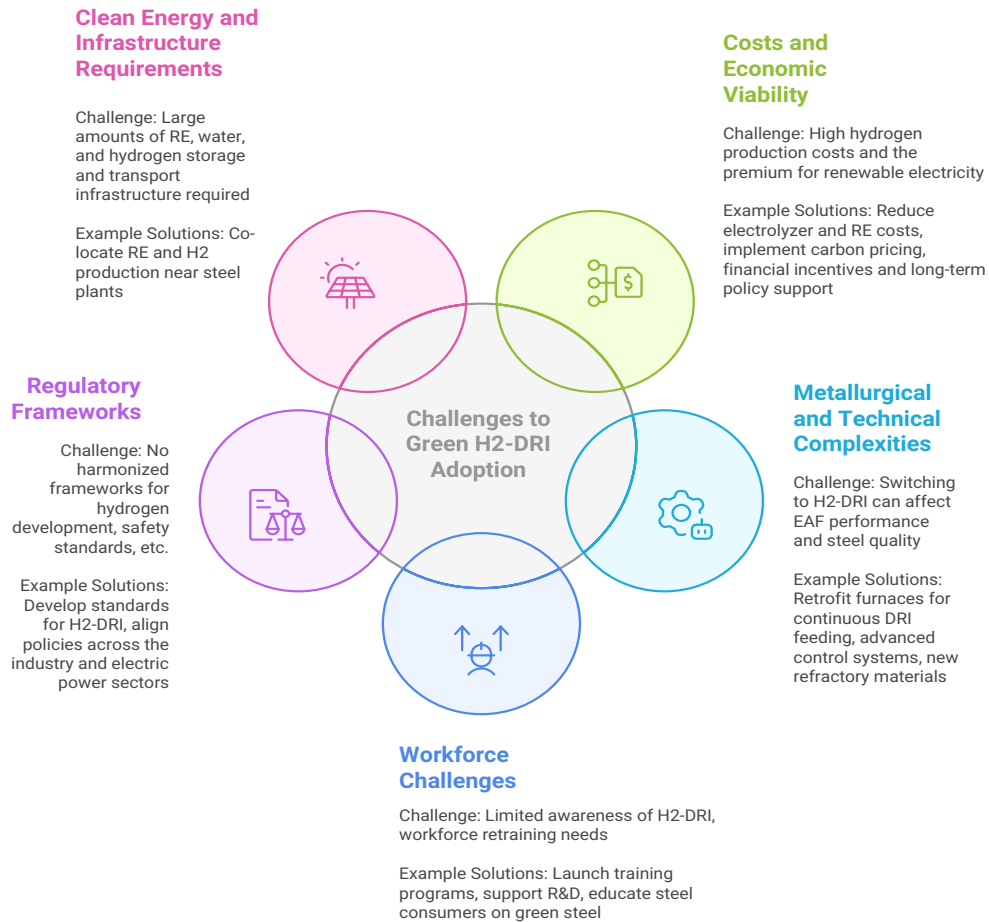 Clean Energy and
Infrastructure
Requirements
Challenge: Large
amounts of RE, water,
and hydrogen storage
and transport
infrastructure required
Example Solutions: Co-
locate RE and H2
production near steel
plants
Costs and
Economic
Viability
Challenge: High hydrogen
production costs and the
premium for renewable electricity
Example Solutions: Reduce
electrolyzer and RE costs,
implement carbon pricing,
financial incentives and long-term
policy support
$
Regulatory
Frameworks
Challenge: No
harmonized
frameworks for
hydrogen
development, safety
standards, etc.
Example Solutions:
Develop standards
for H2-DRI, align
policies across the
industry and electric
power sectors
Challenges to
Green H2-DRI
Adoption
Metallurgical
and Technical
Complexities
Challenge: Switching
to H2-DRI can affect
EAF performance
and steel quality
Example Solutions:
Retrofit furnaces for
continuous DRI
feeding, advanced
control systems, new
refractory materials
Workforce
Challenges
Challenge: Limited awareness of H2-DRI,
workforce retraining needs
Example Solutions: Launch training
programs, support R&D, educate steel
consumers on green steel